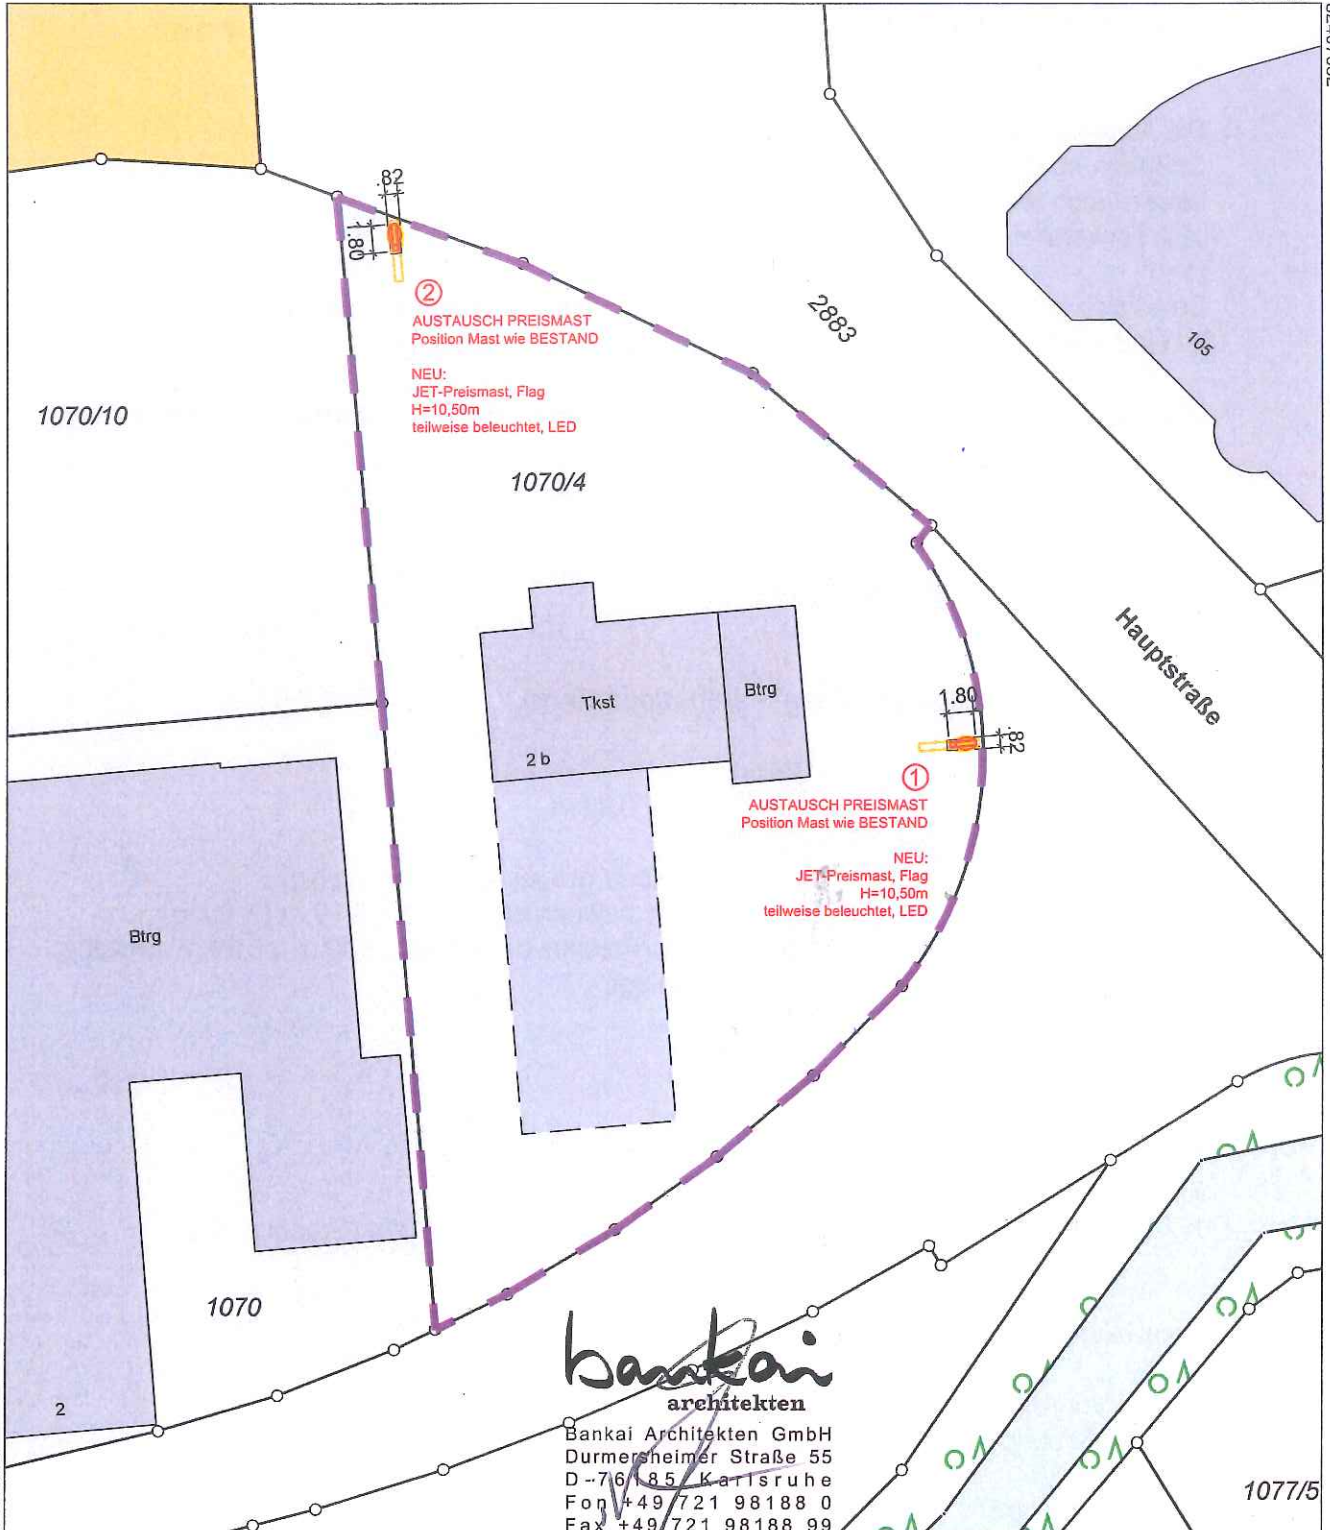 .82
1.80
②
AUSTAUSCH PREISMAST
Position Mast wie BESTAND
NEU:
JET-Preismast, Flag
H=10,50m
teilweise beleuchtet, LED
2883
105
1070/10
1070/4
Hauptstraße
Tkst
Btrg
2 b
1.80
.82
①
AUSTAUSCH PREISMAST
Position Mast wie BESTAND
NEU:
JET-Preismast, Flag
H=10,50m
teilweise beleuchtet, LED
Btrg
1070
2
bankai
architekten
Bankai Architekten GmbH
Durmersheimer Straße 55
D-76185 Karlsruhe
Fon +49 721 98188 0
Fax +49 721 98188 99
1077/5